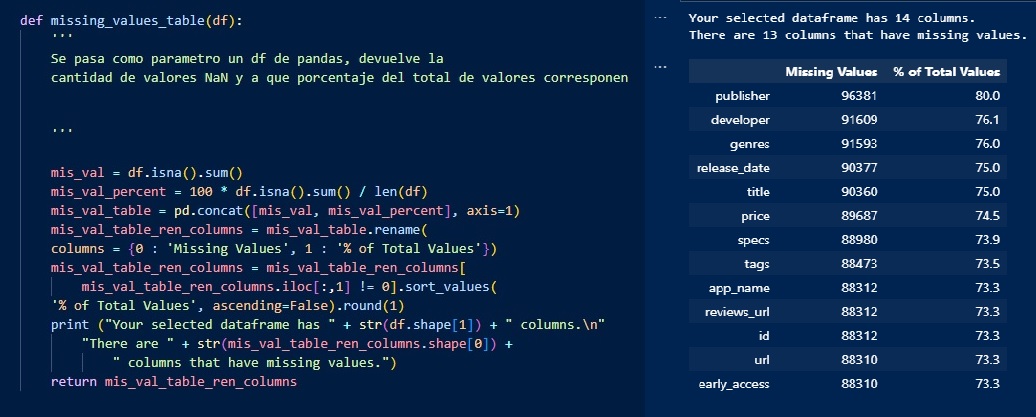 def missing_values_table(df):
'''
Se pasa como parametro un df de pandas, devuelve la
cantidad de valores NaN y a que porcentaje del total de valores corresponen
'''
mis_val = df.isna().sum()
mis_val_percent = 100 * df.isna().sum() / len(df)
mis_val_table = pd.concat([mis_val, mis_val_percent], axis=1)
mis_val_table_ren_columns = mis_val_table.rename(
columns = {0 : 'Missing Values', 1 : '% of Total Values'})
mis_val_table_ren_columns = mis_val_table_ren_columns[
mis_val_table_ren_columns.iloc[:,1] != 0].sort_values(
'% of Total Values', ascending=False).round(1)
print ("Your selected dataframe has " + str(df.shape[1]) + " columns.\n"
"There are " + str(mis_val_table_ren_columns.shape[0]) +
" columns that have missing values.")
return mis_val_table_ren_columns
... Your selected dataframe has 14 columns.
There are 13 columns that have missing values.
...
Missing Values % of Total Values
publisher 96381 80.0
developer 91609 76.1
genres 91593 76.0
release_date 90377 75.0
title 90360 75.0
price 89687 74.5
specs 88980 73.9
tags 88473 73.5
app_name 88312 73.3
reviews_url 88312 73.3
id 88312 73.3
url 88310 73.3
early_access 88310 73.3